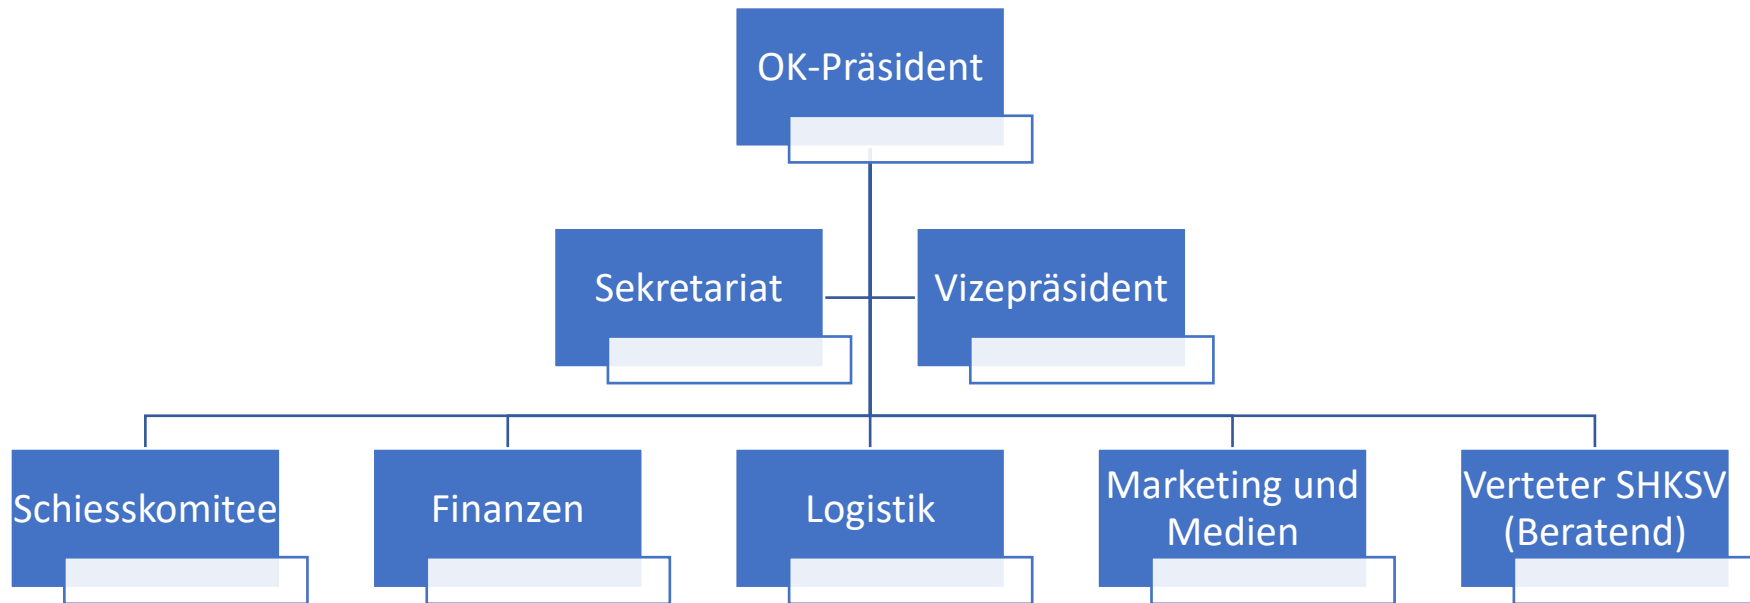 OK-Präsident
Sekretariat
Vizepräsident
Schiesskomitee
Finanzen
Logistik
Marketing und
Medien
Verteter SHKSV
(Beratend)